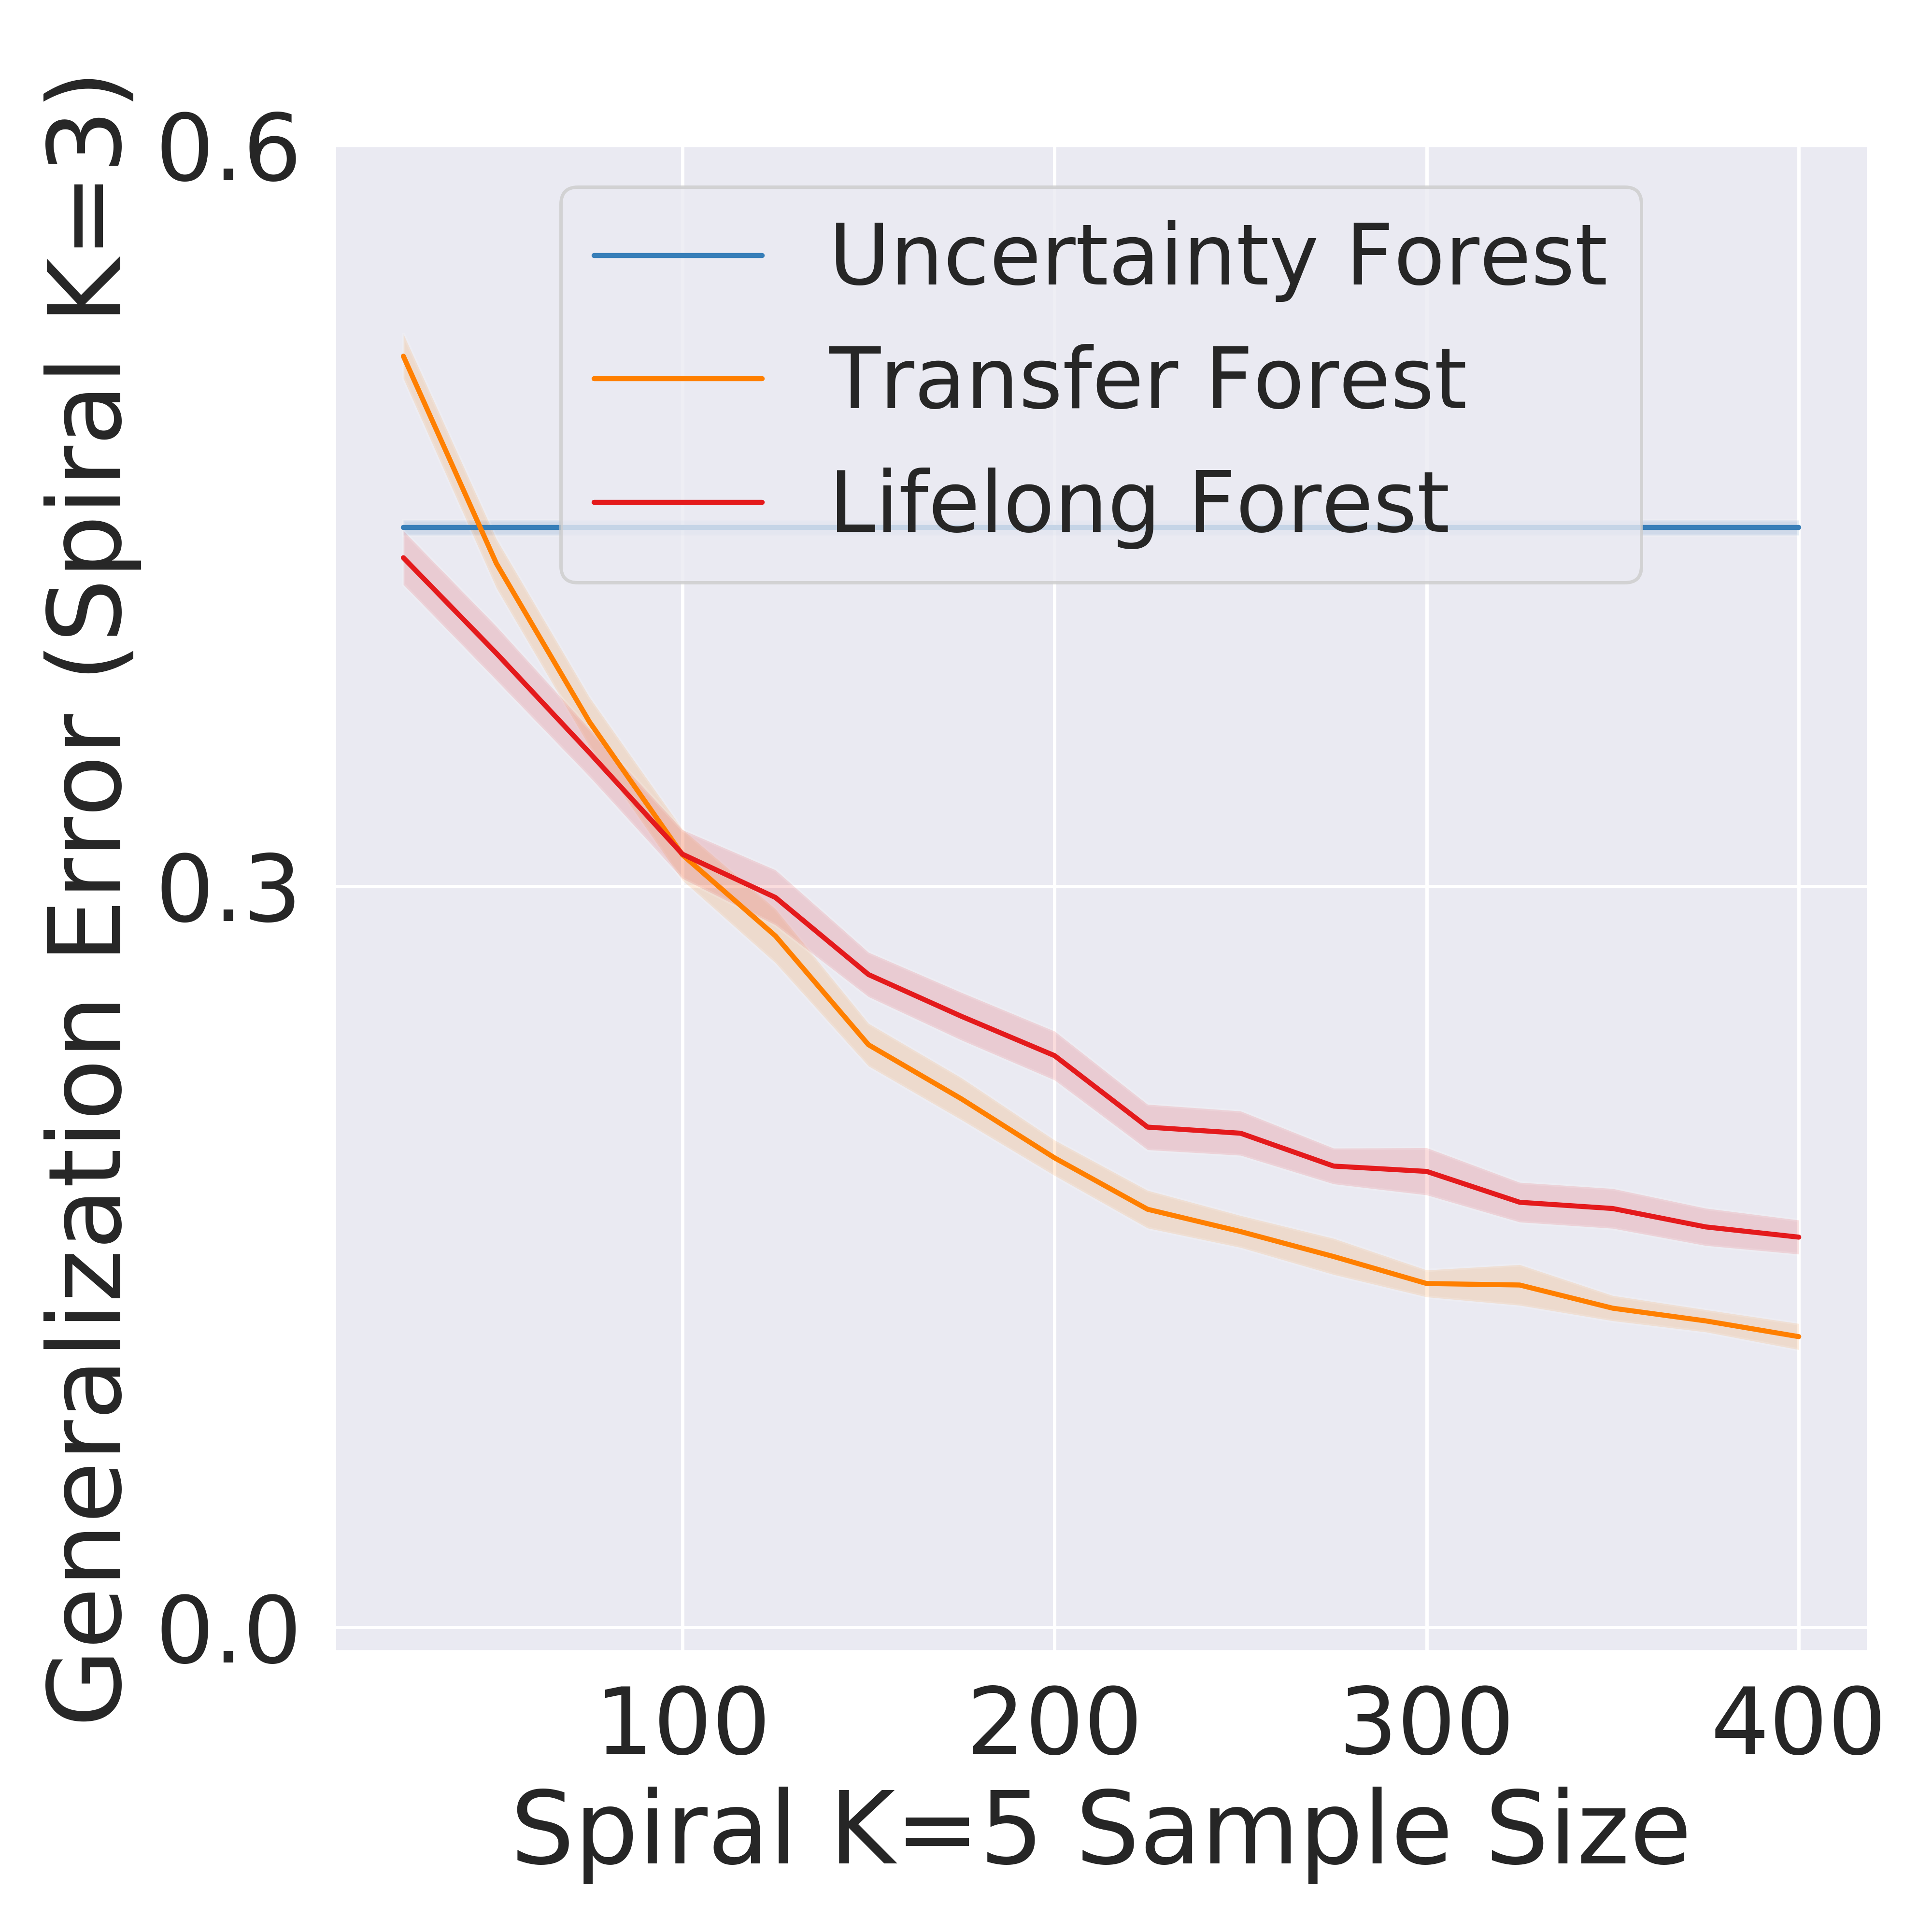 Generalization Error (Spiral K=3)
0.6
0.3
0.0
Uncertainty Forest
Transfer Forest
Lifelong Forest
100 200 300 400
Spiral K=5 Sample Size